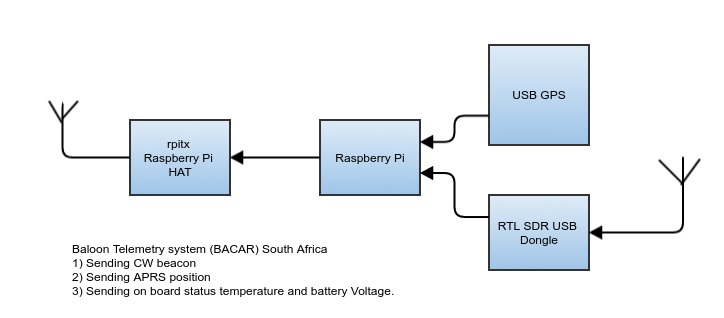 USB GPS
rpitx
Raspberry Pi
HAT
Raspberry Pi
RTL SDR USB
Dongle
Baloon Telemetry system (BACAR) South Africa
1) Sending CW beacon
2) Sending APRS position
3) Sending on board status temperature and battery Voltage.